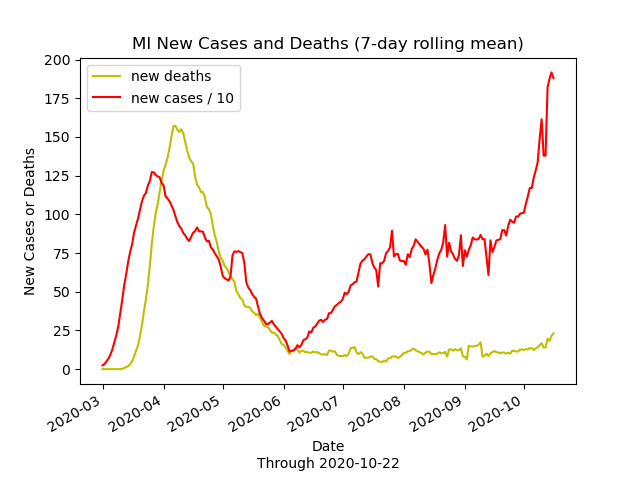 MI New Cases and Deaths (7-day rolling mean)
new deaths
new cases / 10
New Cases or Deaths
200
175
150
125
100
75
50
25
0
2020-03
2020-04
2020-05
2020-06
2020-07
2020-08
2020-09
2020-10
Date
Through 2020-10-22